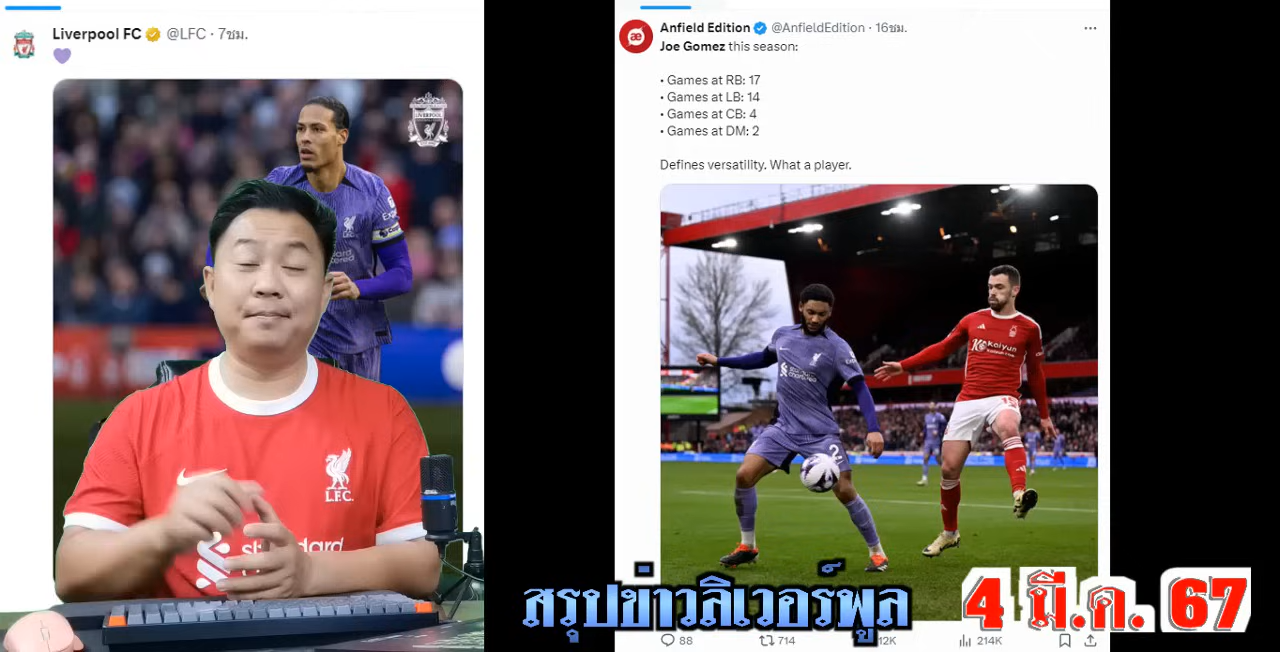 Liverpool FC @LFC · 7ชม.
💜
LIVERPOOL
Anfield Edition @AnfieldEdition · 16ชม.
Joe Gomez this season:
• Games at RB: 17
• Games at LB: 14
• Games at CB: 4
• Games at DM: 2
Defines versatility. What a player.
Kaiyun
2
L.F.C.
สรุปข่าวลิเวอร์พูล
4 มี.ค. 67
88
714
12K
214K